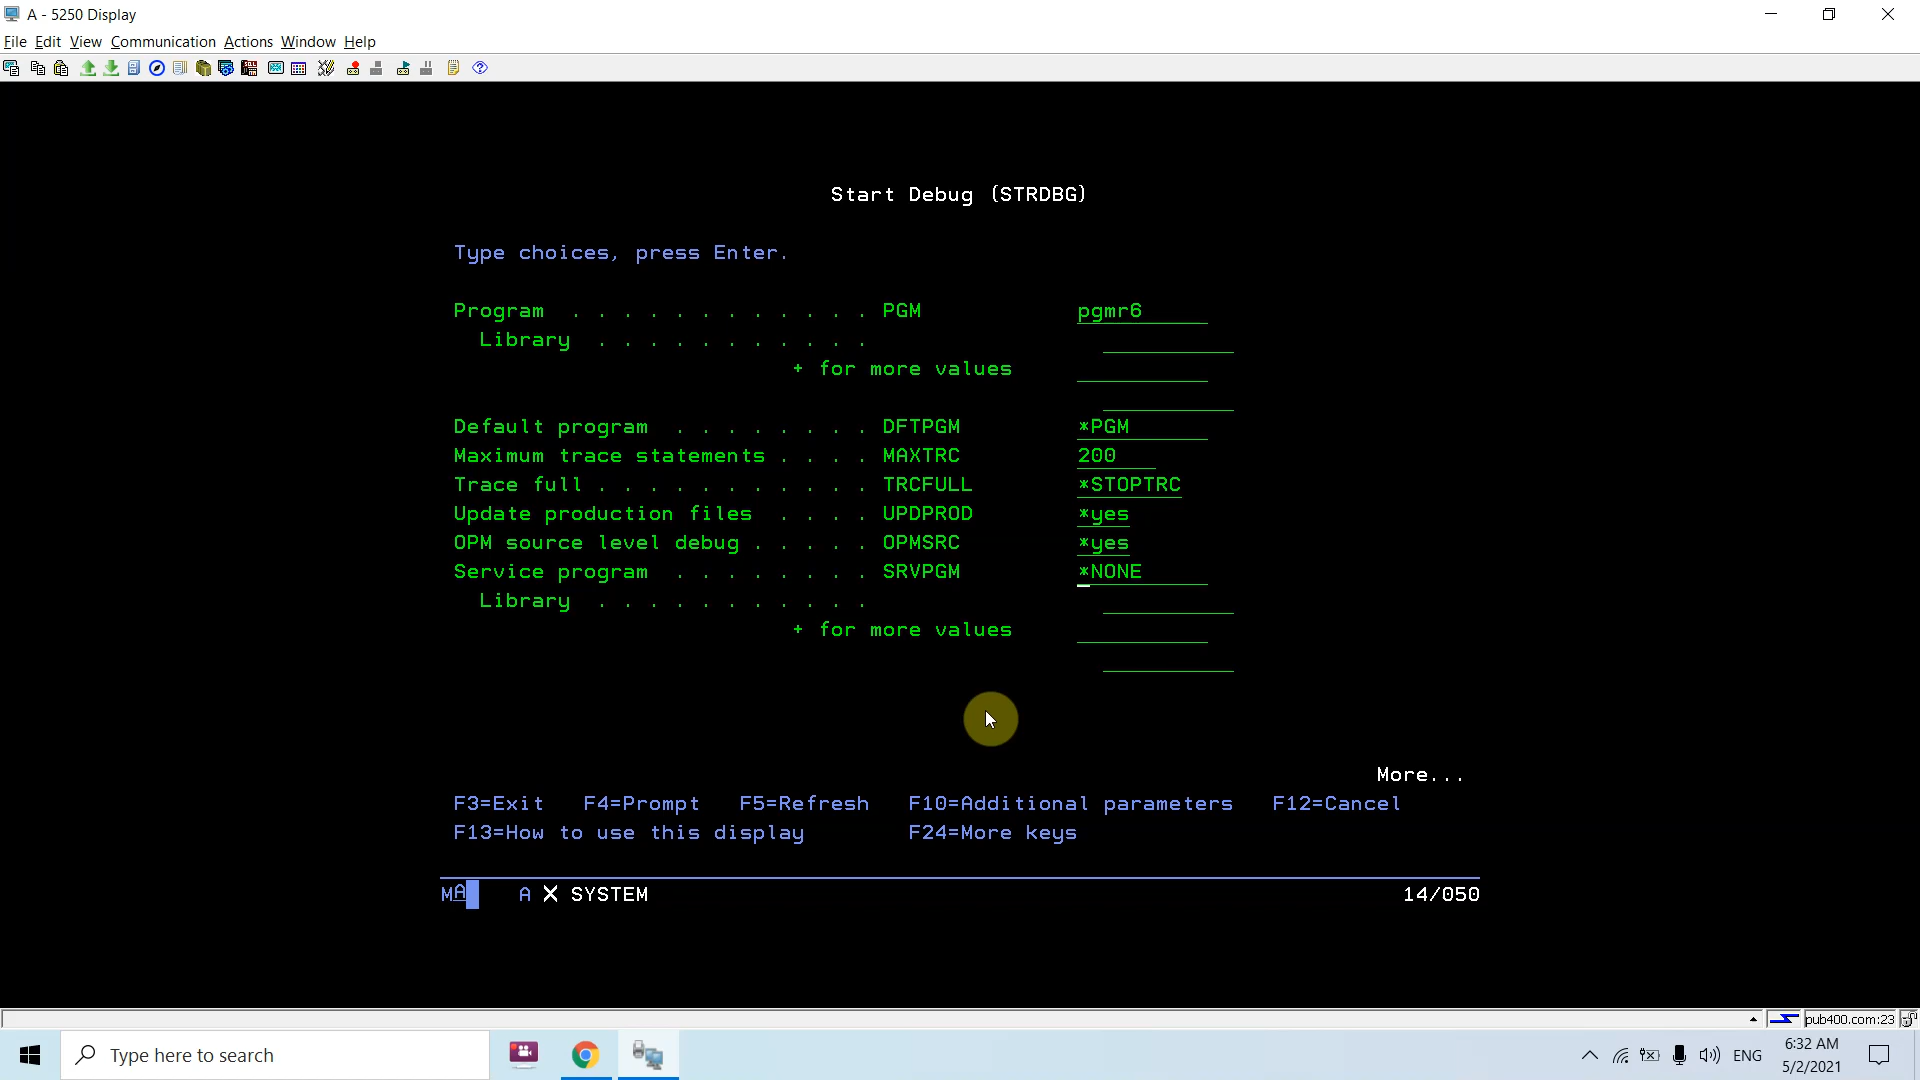 A - 5250 Display
File Edit View Communication Actions Window Help
Start Debug (STRDBG)
Type choices, press Enter.
Program . . . . . . . . . . . . PGM pgmr6
Library . . . . . . . . . . .
+ for more values
Default program . . . . . . . . DFTPGM *PGM
Maximum trace statements . . . . MAXTRC 200
Trace full . . . . . . . . . . . TRCFULL *STOPTRC
Update production files . . . . UPDPROD *yes
OPM source level debug . . . . . OPMSRC *yes
Service program . . . . . . . . SRVPGM *NONE
Library . . . . . . . . . . .
+ for more values
More...
F3=Exit F4=Prompt F5=Refresh F10=Additional parameters F12=Cancel
F13=How to use this display F24=More keys
MA A X SYSTEM 14/050
pub400.com:23
Type here to search
ENG
6:32 AM
5/2/2021